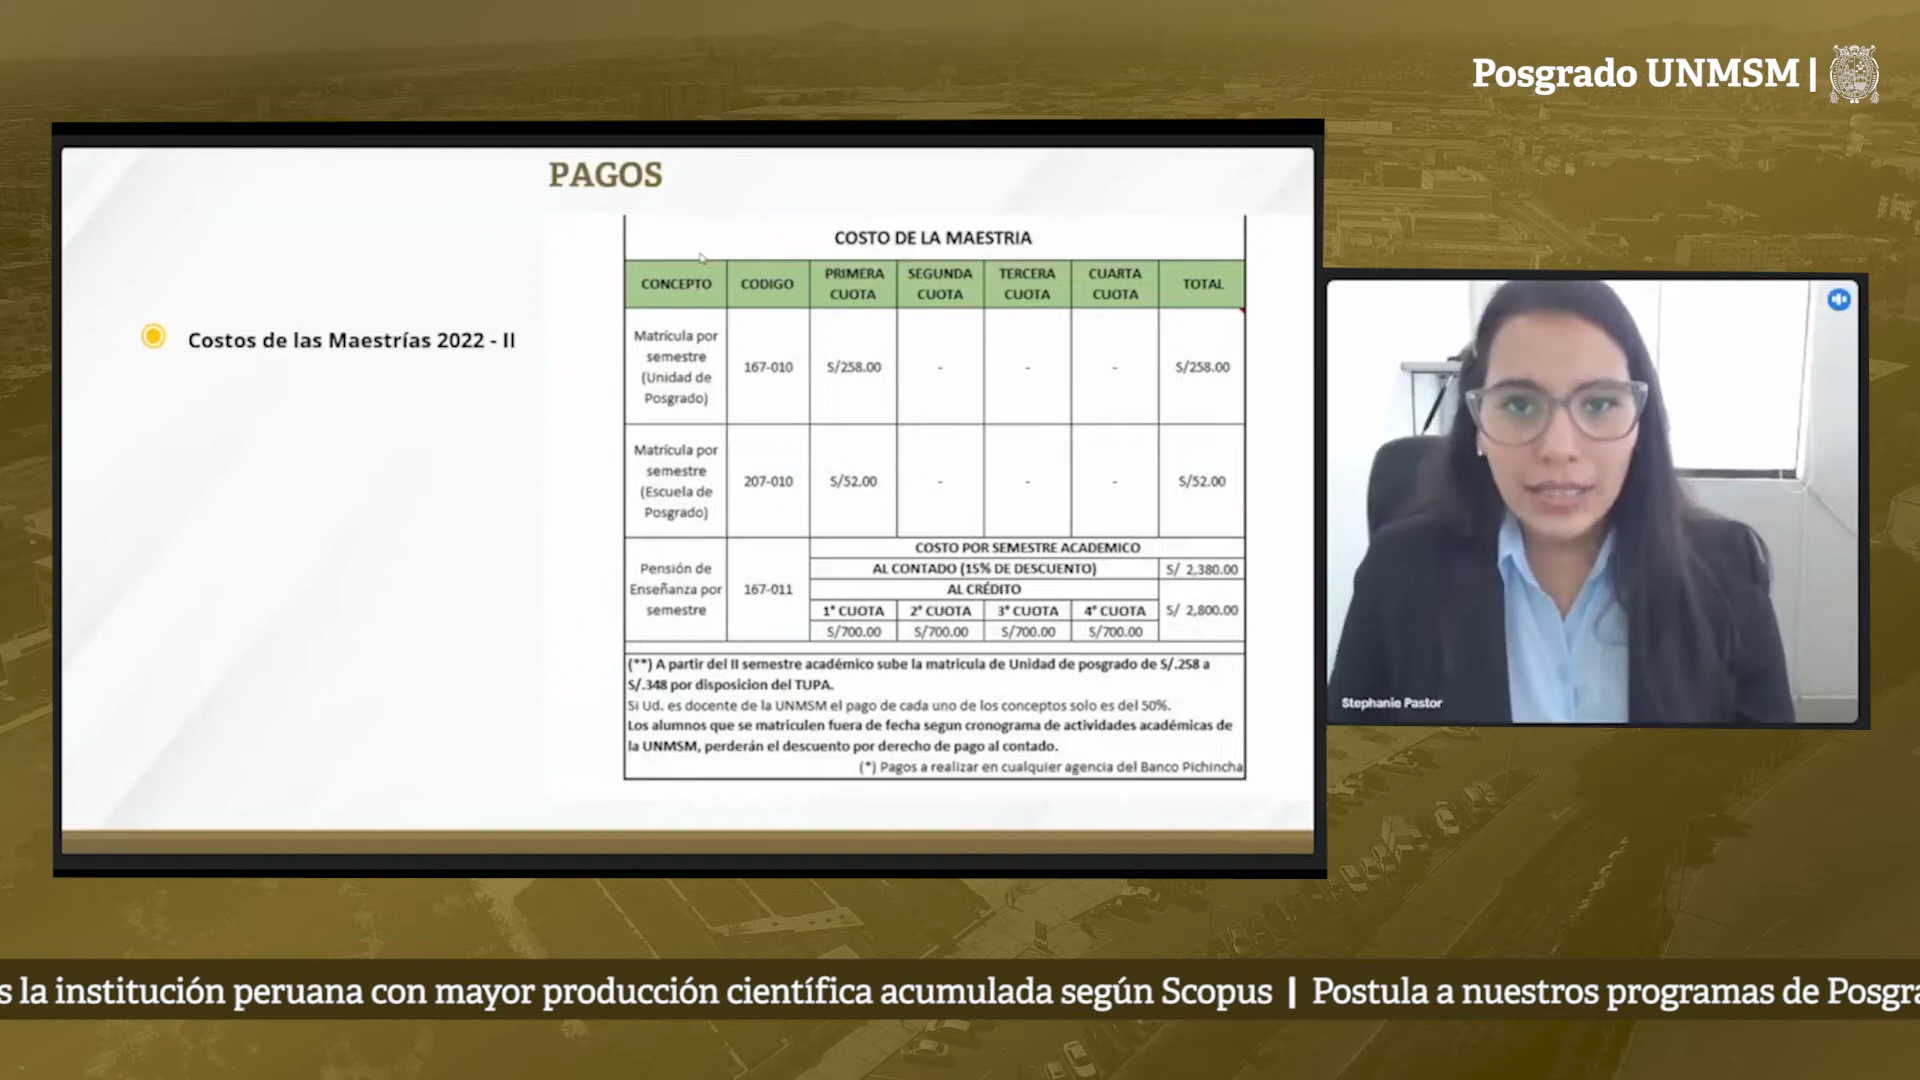 Posgrado UNMSM |
PAGOS
Costos de las Maestrías 2022 - II
COSTO DE LA MAESTRIA
CONCEPTO CODIGO PRIMERA CUOTA SEGUNDA CUOTA TERCERA CUOTA CUARTA CUOTA TOTAL
Matrícula por semestre (Unidad de Posgrado) 167-010 S/258.00 - - - S/258.00
Matrícula por semestre (Escuela de Posgrado) 207-010 S/52.00 - - - S/52.00
Pensión de Enseñanza por semestre 167-011
COSTO POR SEMESTRE ACADEMICO
AL CONTADO (15% DE DESCUENTO) S/ 2,380.00
AL CRÉDITO
1° CUOTA 2° CUOTA 3° CUOTA 4° CUOTA S/ 2,800.00
S/700.00 S/700.00 S/700.00 S/700.00
(**) A partir del II semestre académico sube la matricula de Unidad de posgrado de S/.258 a
S/.348 por disposicion del TUPA.
Si Ud. es docente de la UNMSM el pago de cada uno de los conceptos solo es del 50%.
Los alumnos que se matriculen fuera de fecha segun cronograma de actividades académicas de
la UNMSM, perderán el descuento por derecho de pago al contado.
(*) Pagos a realizar en cualquier agencia del Banco Pichincha
Stephanie Pastor
s la institución peruana con mayor producción científica acumulada según Scopus | Postula a nuestros programas de Posgra